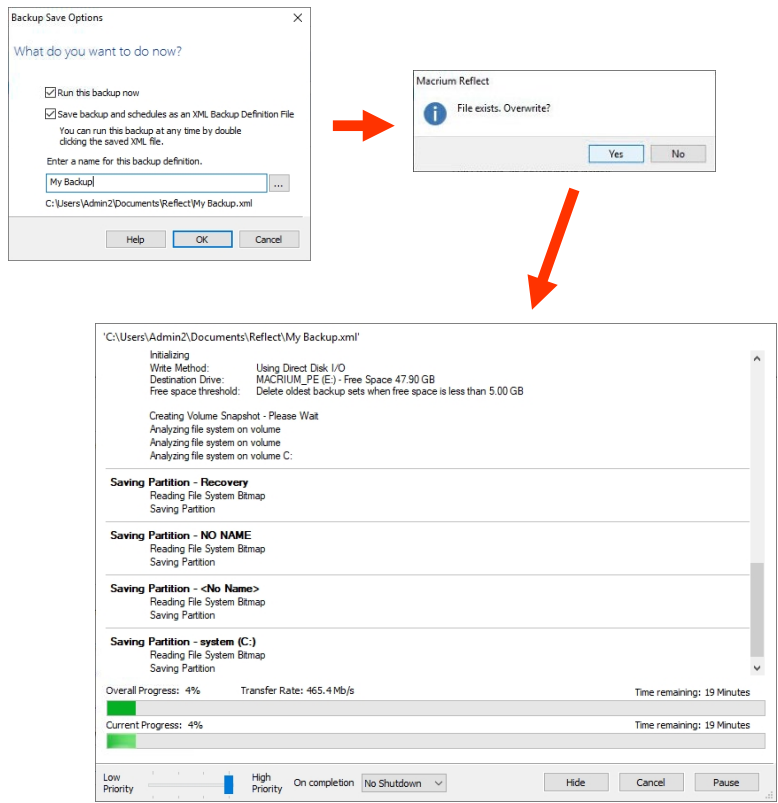 Backup Save Options
What do you want to do now?
Run this backup now
Save backup and schedules as an XML Backup Definition File
You can run this backup at any time by double
clicking the saved XML file.
Enter a name for this backup definition.
My Backup
...
C:\Users\Admin2\Documents\Reflect\My Backup.xml
Help OK Cancel
Macrium Reflect
File exists. Overwrite?
Yes No
'C:\Users\Admin2\Documents\Reflect\My Backup.xml'
Initializing
Write Method: Using Direct Disk I/O
Destination Drive: MACRIUM_PE (E:) - Free Space 47.90 GB
Free space threshold: Delete oldest backup sets when free space is less than 5.00 GB
Creating Volume Snapshot - Please Wait
Analyzing file system on volume
Analyzing file system on volume
Analyzing file system on volume C:
Saving Partition - Recovery
Reading File System Bitmap
Saving Partition
Saving Partition - NO NAME
Reading File System Bitmap
Saving Partition
Saving Partition - <No Name>
Reading File System Bitmap
Saving Partition
Saving Partition - system (C:)
Reading File System Bitmap
Saving Partition
Overall Progress: 4% Transfer Rate: 465.4 Mb/s Time remaining: 19 Minutes
Current Progress: 4% Time remaining: 19 Minutes
Low Priority High Priority On completion No Shutdown Hide Cancel Pause